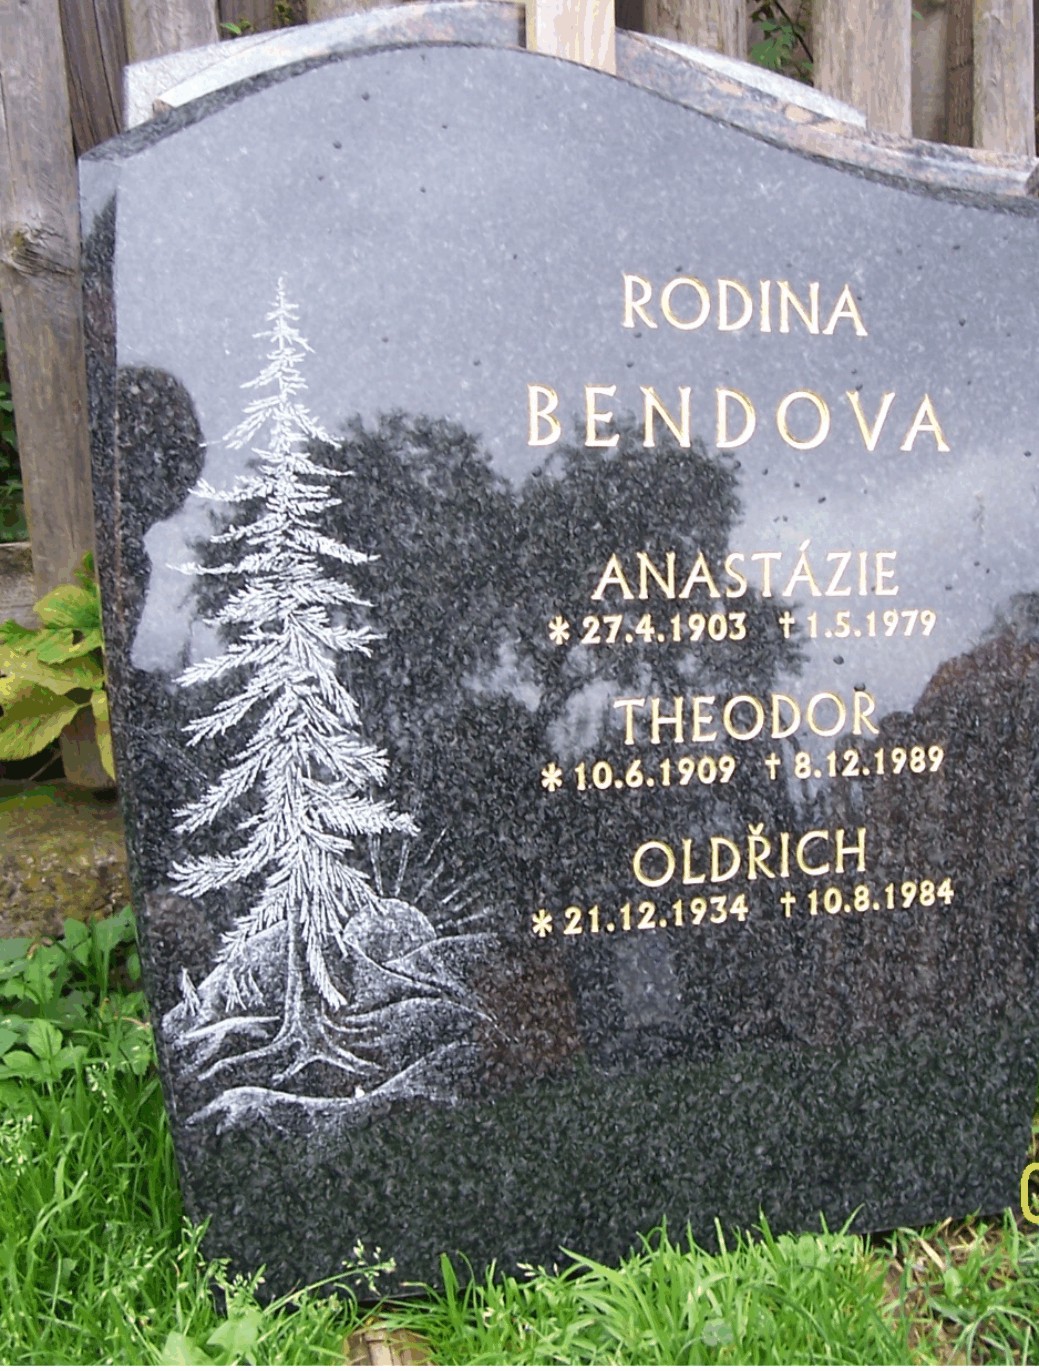 RODINA
BENDOVA
ANASTÁZIE
* 27.4.1903 † 1.5.1979
THEODOR
* 10.6.1909 † 8.12.1989
OLDŘICH
* 21.12.1934 † 10.8.1984